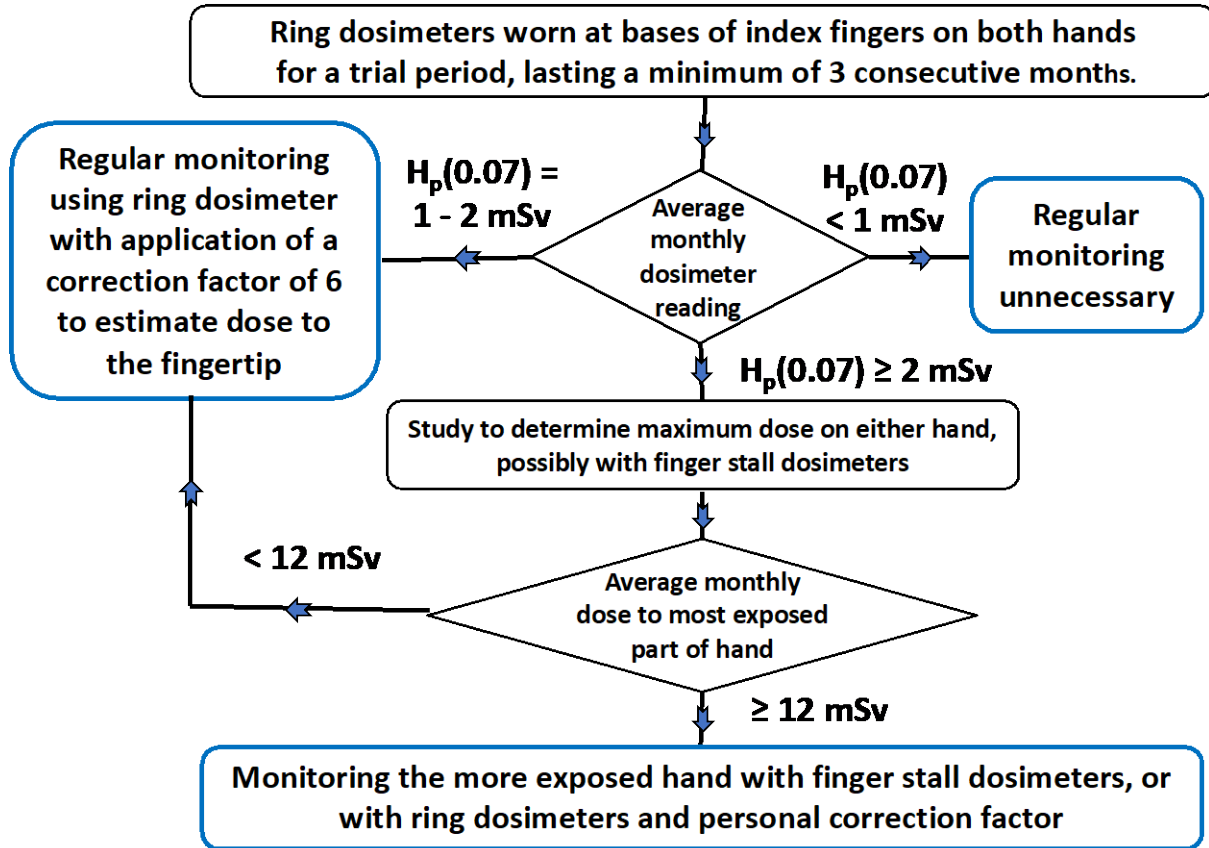 Ring dosimeters worn at bases of index fingers on both hands
for a trial period, lasting a minimum of 3 consecutive months.
Regular monitoring
using ring dosimeter
with application of a
correction factor of 6
to estimate dose to
the fingertip
Hₚ(0.07) =
1 - 2 mSv
Average
monthly
dosimeter
reading
Hₚ(0.07)
< 1 mSv
Regular
monitoring
unnecessary
Hₚ(0.07) ≥ 2 mSv
Study to determine maximum dose on either hand,
possibly with finger stall dosimeters
< 12 mSv
Average monthly
dose to most exposed
part of hand
≥ 12 mSv
Monitoring the more exposed hand with finger stall dosimeters, or
with ring dosimeters and personal correction factor